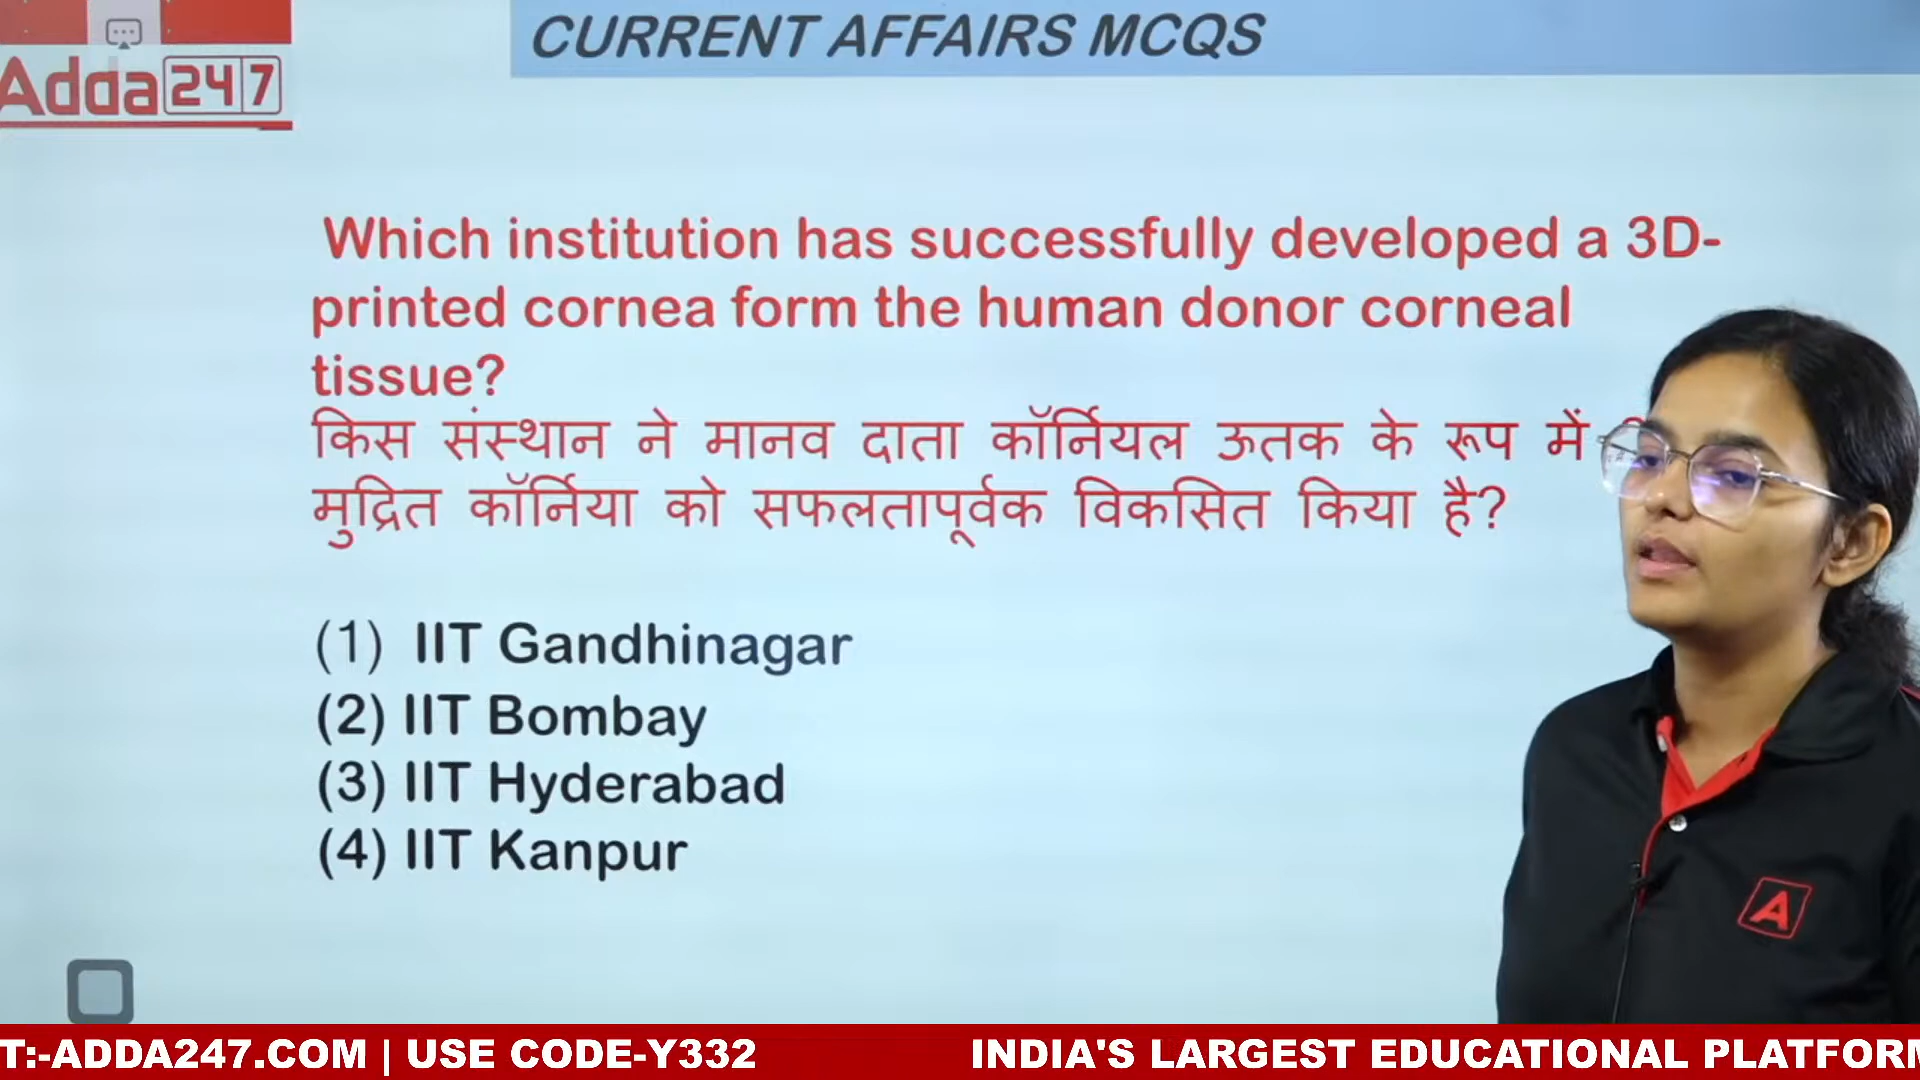 CURRENT AFFAIRS MCQS
Adda247
Which institution has successfully developed a 3D-
printed cornea form the human donor corneal
tissue?
किस संस्थान ने मानव दाता कॉर्नियल ऊतक के रूप में
मुद्रित कॉर्निया को सफलतापूर्वक विकसित किया है?
(1) IIT Gandhinagar
(2) IIT Bombay
(3) IIT Hyderabad
(4) IIT Kanpur
A
T:-ADDA247.COM | USE CODE-Y332 INDIA'S LARGEST EDUCATIONAL PLATFORM